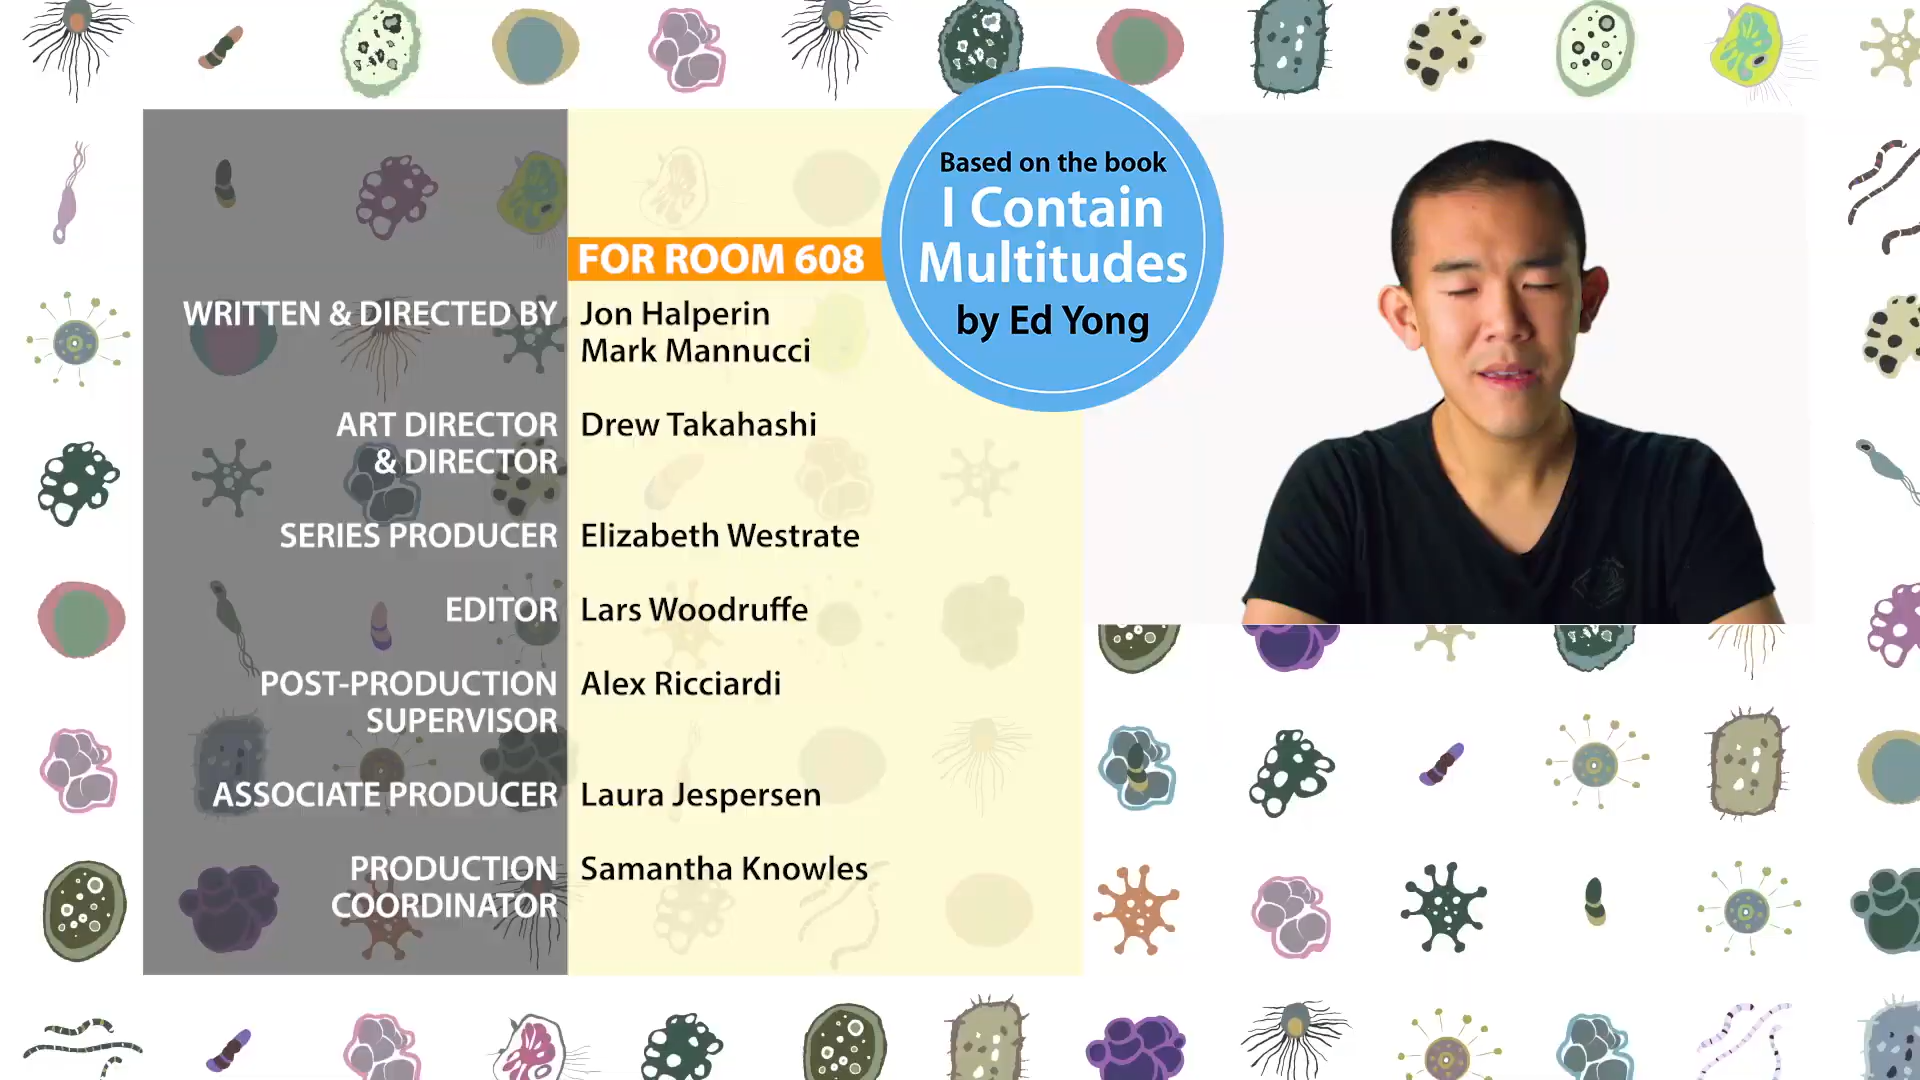 Based on the book
I Contain
Multitudes
by Ed Yong
FOR ROOM 608
WRITTEN & DIRECTED BY Jon Halperin
Mark Mannucci
ART DIRECTOR Drew Takahashi
& DIRECTOR
SERIES PRODUCER Elizabeth Westrate
EDITOR Lars Woodruffe
POST-PRODUCTION Alex Ricciardi
SUPERVISOR
ASSOCIATE PRODUCER Laura Jespersen
PRODUCTION Samantha Knowles
COORDINATOR